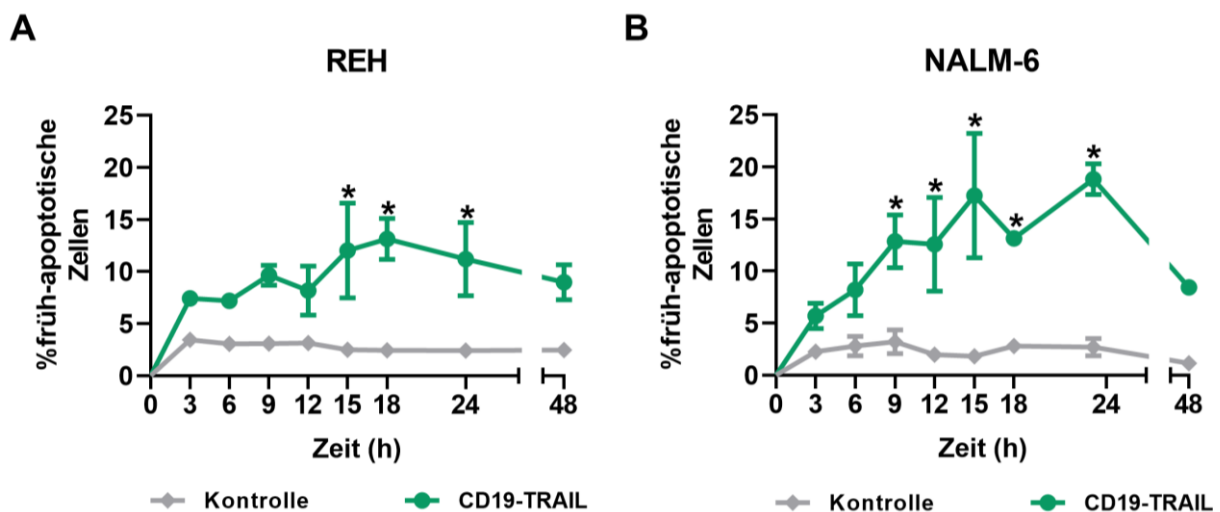 A
REH
%früh-apoptotische
Zellen
25
20
15
10
5
0
* * *
0 3 6 9 12 15 18 24 48
Zeit (h)
Kontrolle CD19-TRAIL
B
NALM-6
%früh-apoptotische
Zellen
25
20
15
10
5
0
* * * * *
0 3 6 9 12 15 18 24 48
Zeit (h)
Kontrolle CD19-TRAIL